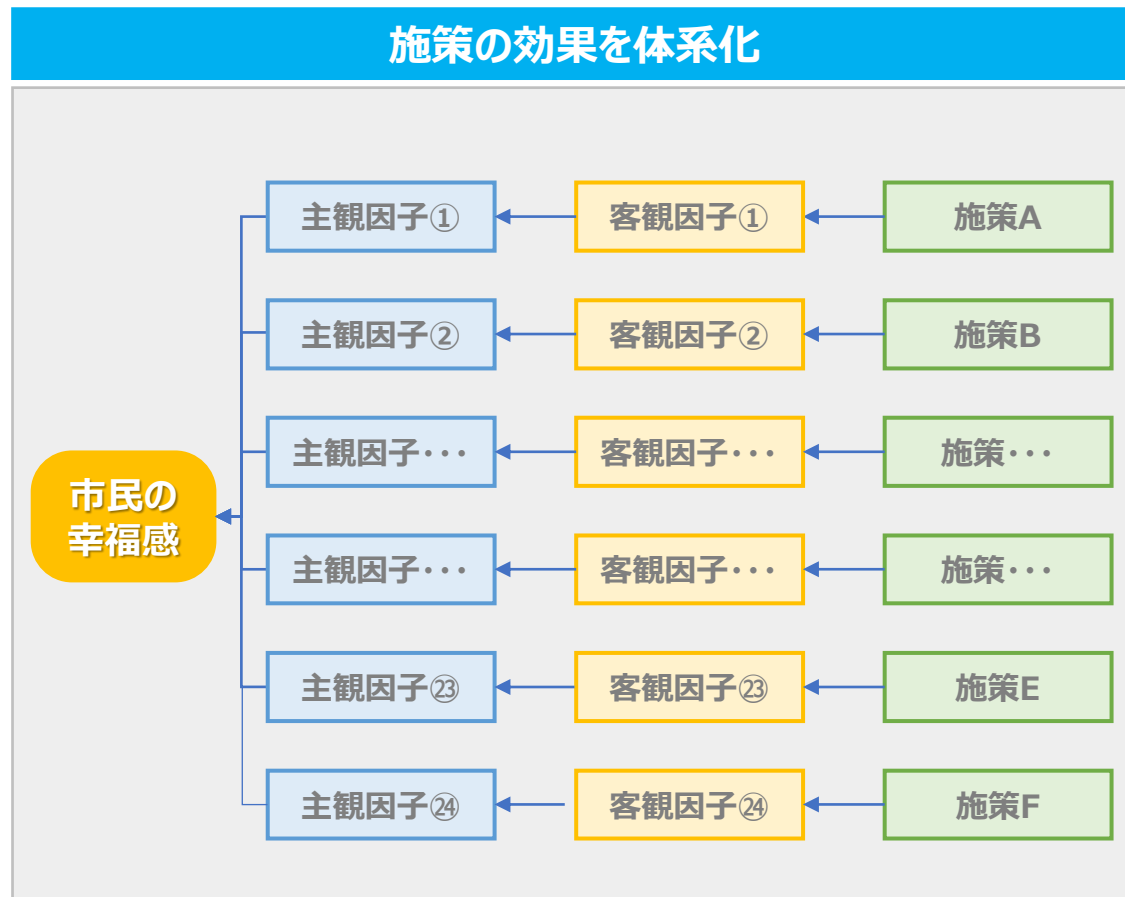 施策の効果を体系化
主観因子①
客観因子①
施策A
主観因子②
客観因子②
施策B
主観因子･･･
客観因子･･･
施策･･･
市民の
幸福感
主観因子･･･
客観因子･･･
施策･･･
主観因子㉓
客観因子㉓
施策E
主観因子㉔
客観因子㉔
施策F